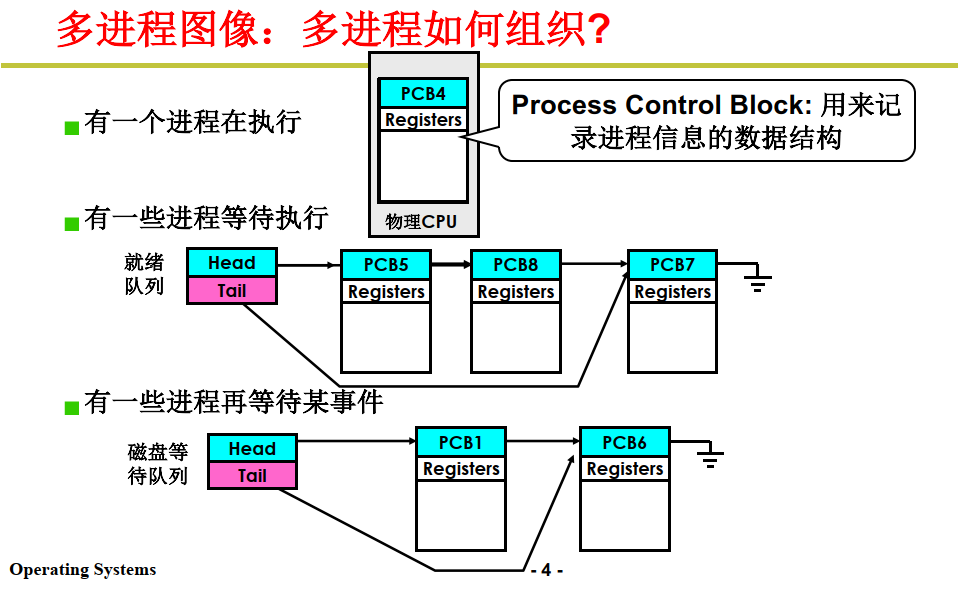 多进程图像：多进程如何组织?
有一个进程在执行
PCB4
Registers
物理CPU
Process Control Block: 用来记
录进程信息的数据结构
有一些进程等待执行
就绪
队列
Head
Tail
PCB5
Registers
PCB8
Registers
PCB7
Registers
有一些进程再等待某事件
磁盘等
待队列
Head
Tail
PCB1
Registers
PCB6
Registers
Operating Systems
- 4 -